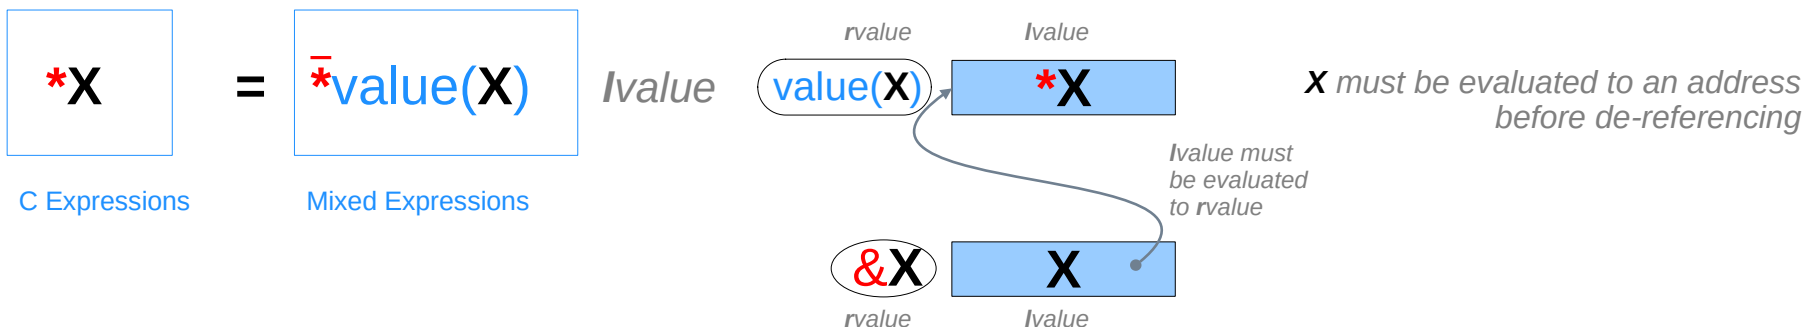 rvalue lvalue
*X = *value(X) lvalue value(X) *X X must be evaluated to an address
before de-referencing
lvalue must
be evaluated
to rvalue
C Expressions Mixed Expressions
&X X
rvalue lvalue